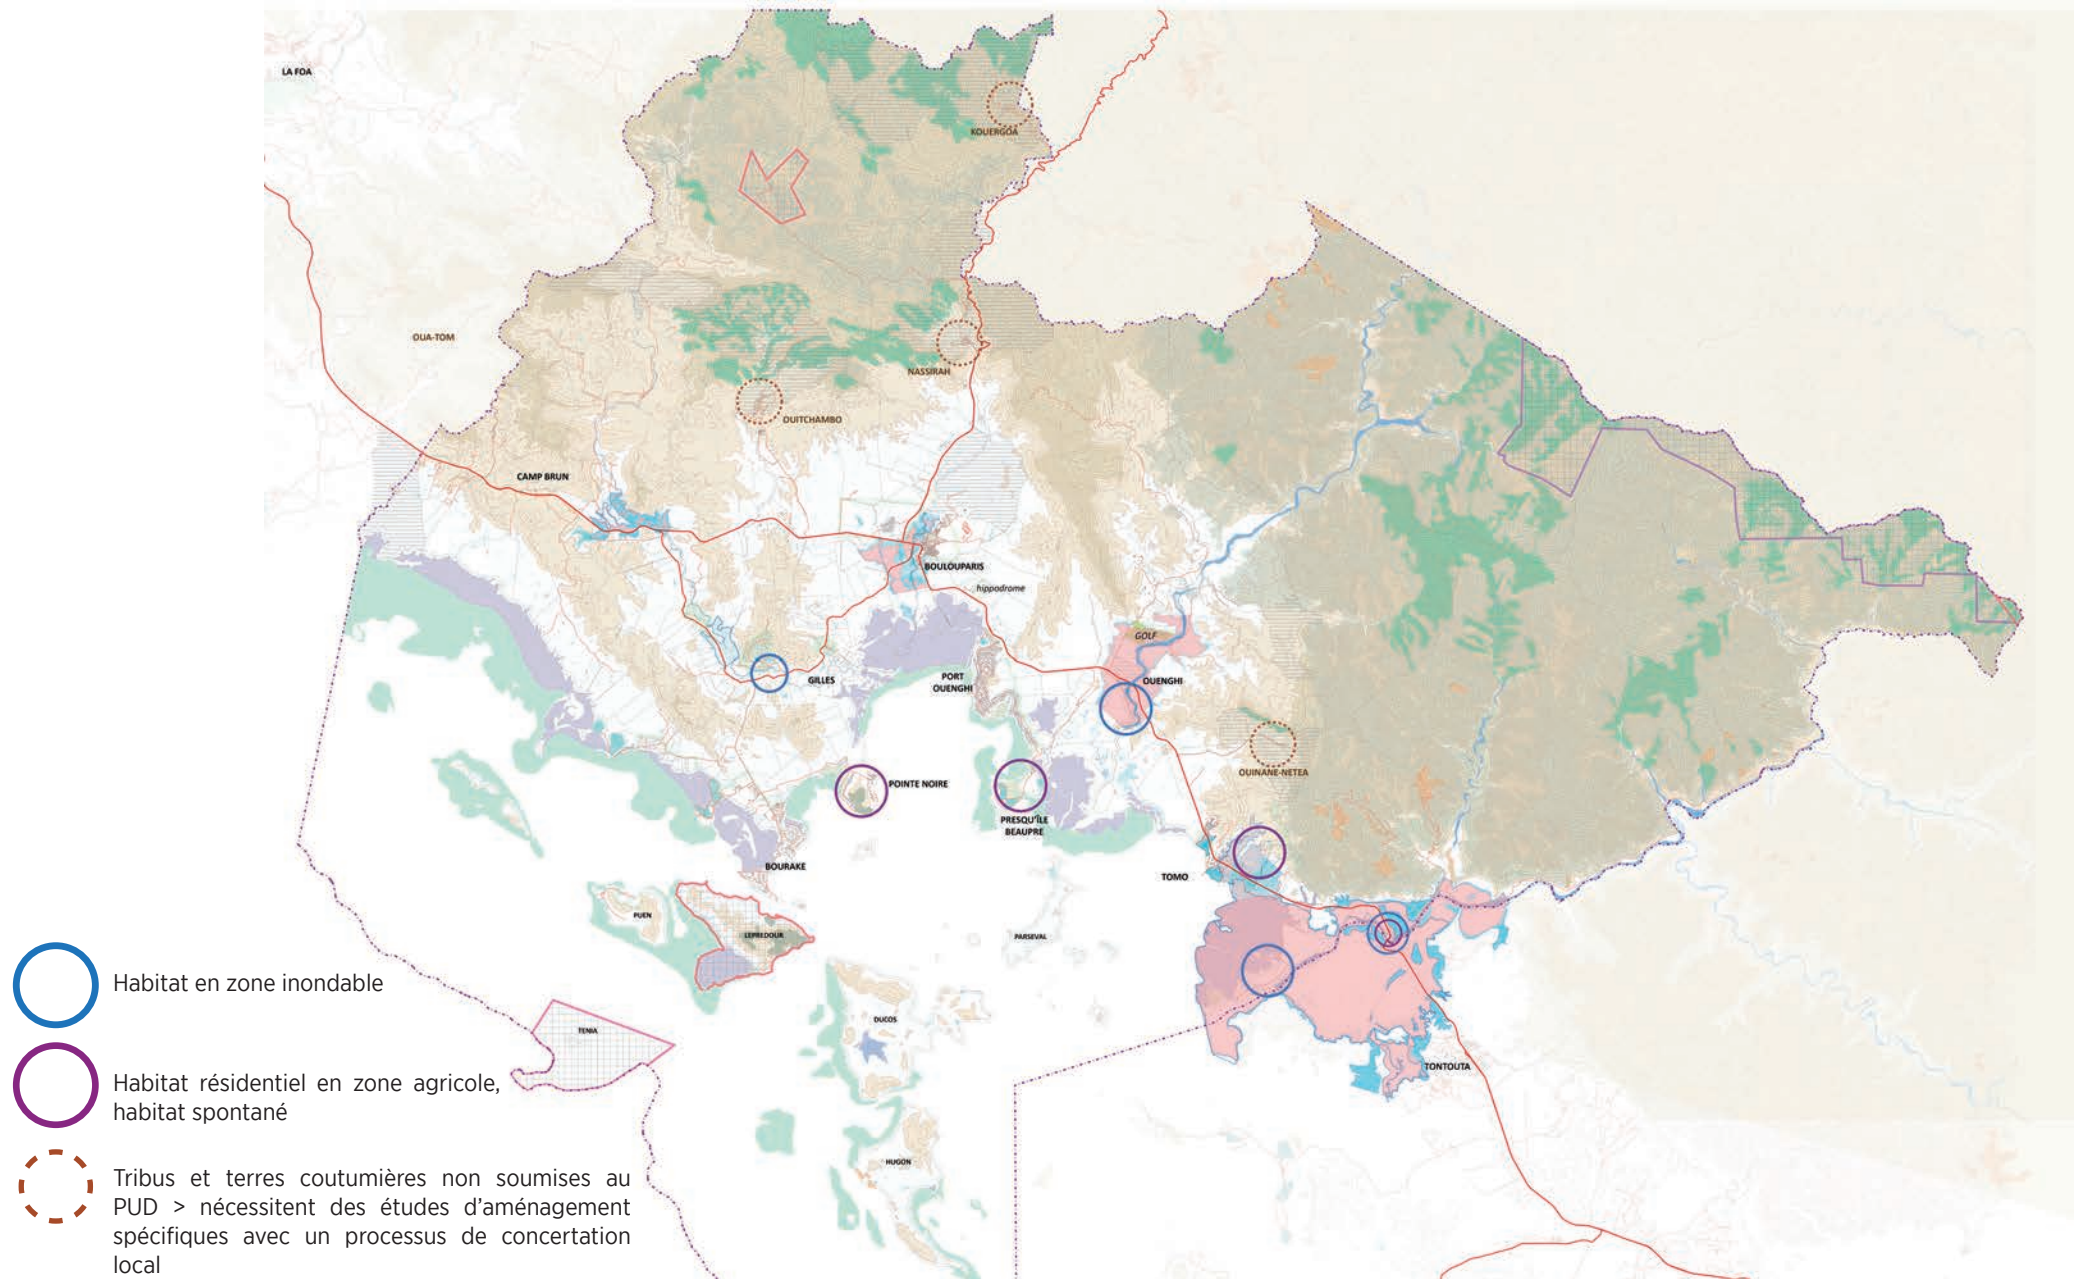 LA FOA
KOUERGOA
OUA-TOM
NASSIRAH
OUITCHAMBO
CAMP BRUN
BOULOUPARIS
hippodrome
GOLF
GILLES
PORT
OUENGHI
OUENGHI
OUINANE-NETEA
POINTE NOIRE
PRESQU'ÎLE
BEAUPRE
BOURAKE
TOMO
PUEN
LEPREDOUR
PARSEVAL
TENIA
DUCOS
TONTOUTA
HUGON
Habitat en zone inondable
Habitat résidentiel en zone agricole,
habitat spontané
Tribus et terres coutumières non soumises au
PUD > nécessitent des études d’aménagement
spécifiques avec un processus de concertation
local